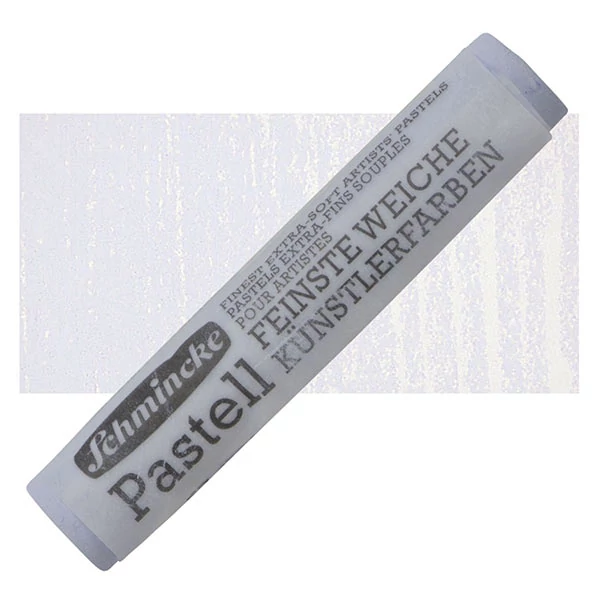 FINEST EXTRA-SOFT ARTISTS' PASTELS
PASTELS EXTRA-FINS SOUPLES
POUR ARTISTES
FEINSTE WEICHE
KÜNSTLERFARBEN
Schmincke
Pastell